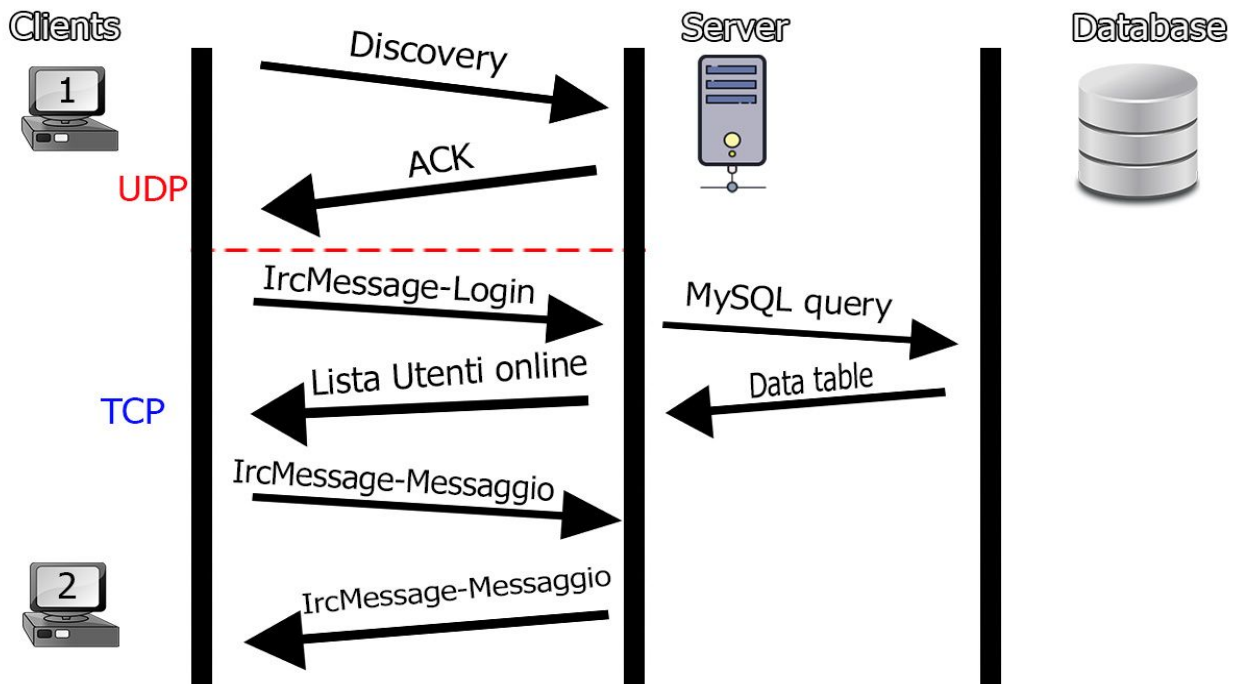 Clients
Server
Database
1
Discovery
ACK
UDP
IrcMessage-Login
MySQL query
Lista Utenti online
Data table
TCP
IrcMessage-Messaggio
2
IrcMessage-Messaggio